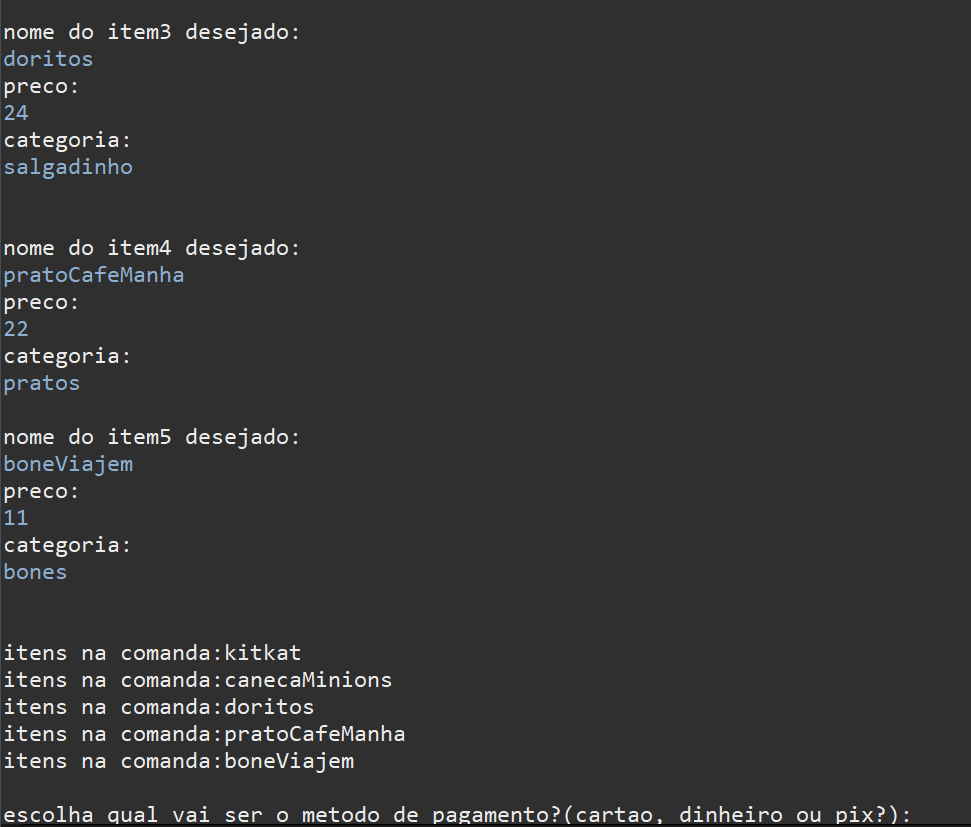 nome do item3 desejado:
doritos
preco:
24
categoria:
salgadinho
nome do item4 desejado:
pratoCafeManha
preco:
22
categoria:
pratos
nome do item5 desejado:
boneViajem
preco:
11
categoria:
bones
itens na comanda:kitkat
itens na comanda:canecaMinions
itens na comanda:doritos
itens na comanda:pratoCafeManha
itens na comanda:boneViajem
escolha qual vai ser o metodo de pagamento?(cartao, dinheiro ou pix?):